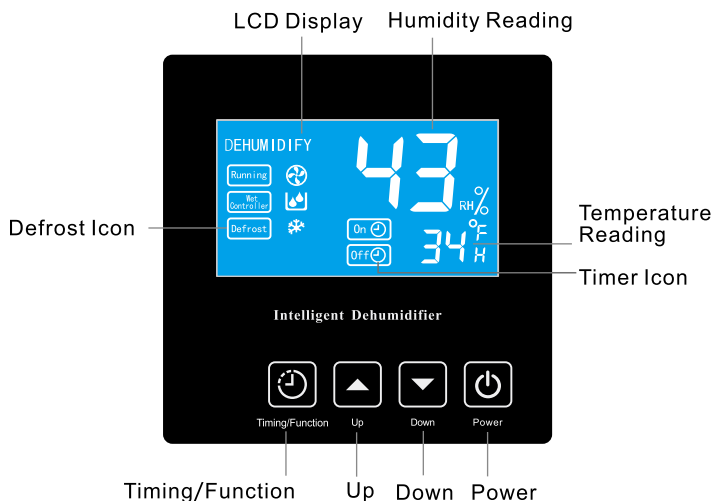 LCD Display
Humidity Reading
DEHUMIDIFY
43
Running
RH%
Wet
Controller
Defrost Icon
Defrost
On
°F
Temperature
Reading
34
H
Off
Timer Icon
Intelligent Dehumidifier
Timing/Function
Up
Down
Power
Timing/Function
Up
Down
Power